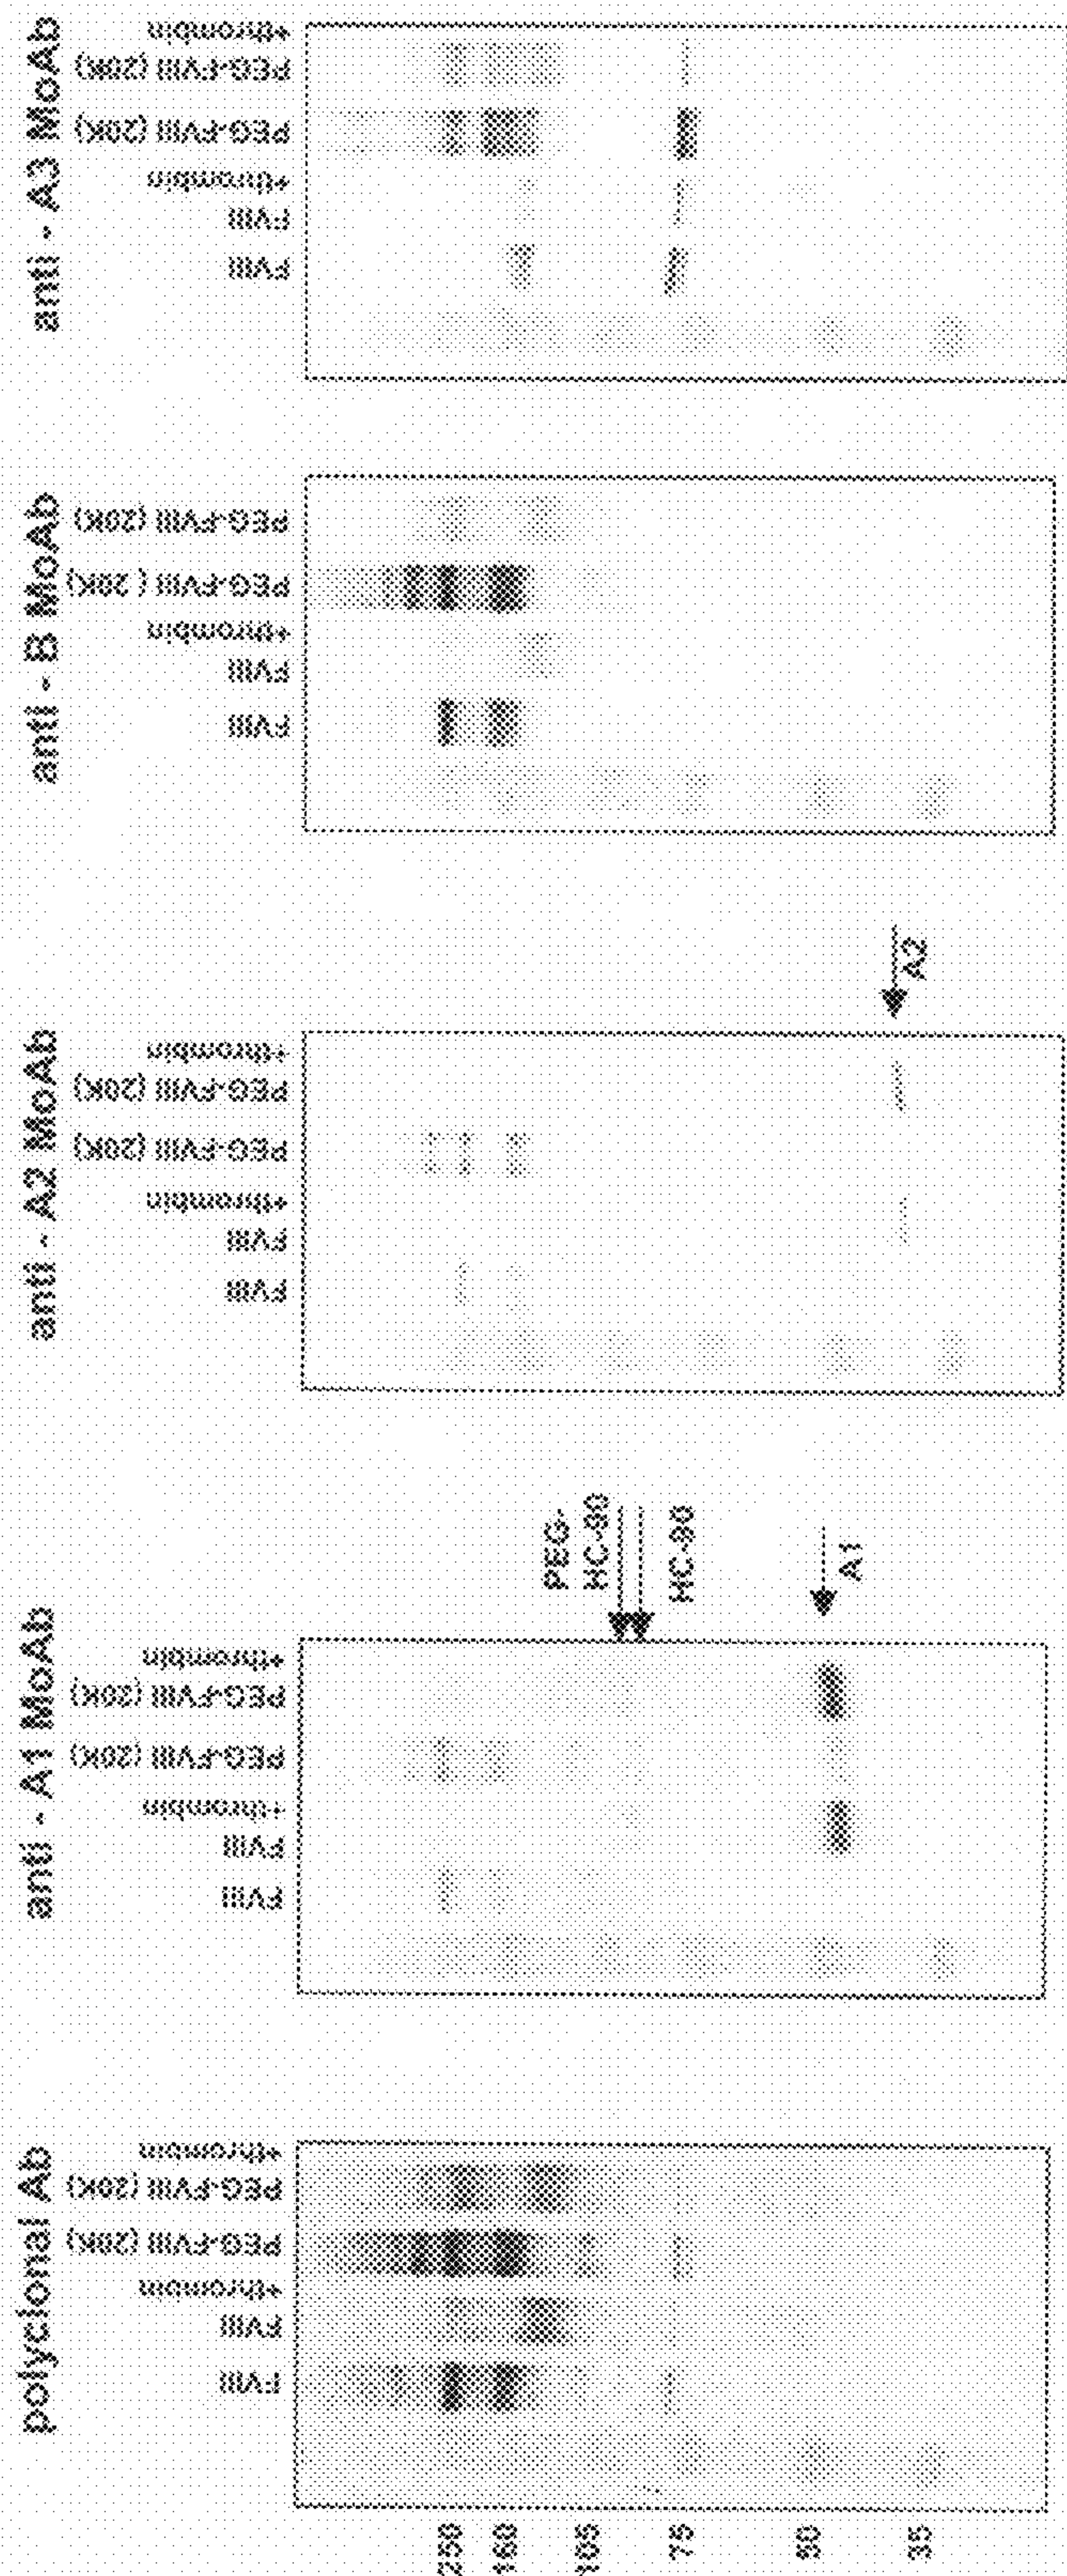 polyclonal Ab
FVIII
FVIII
+thrombin
PEG-FVIII (20K)
PEG-FVIII (20K)
+thrombin
250
160
105
75
50
35
anti - A1 MoAb
FVIII
FVIII
+thrombin
PEG-FVIII (20K)
PEG-FVIII (20K)
+thrombin
PEG-
HC-90
HC-90
A1
anti - A2 MoAb
FVIII
FVIII
+thrombin
PEG-FVIII (20K)
PEG-FVIII (20K)
+thrombin
A2
anti - B MoAb
FVIII
FVIII
+thrombin
PEG-FVIII ( 20K)
PEG-FVIII (20K)
anti - A3 MoAb
FVIII
FVIII
+thrombin
PEG-FVIII (20K)
PEG-FVIII (20K)
+thrombin